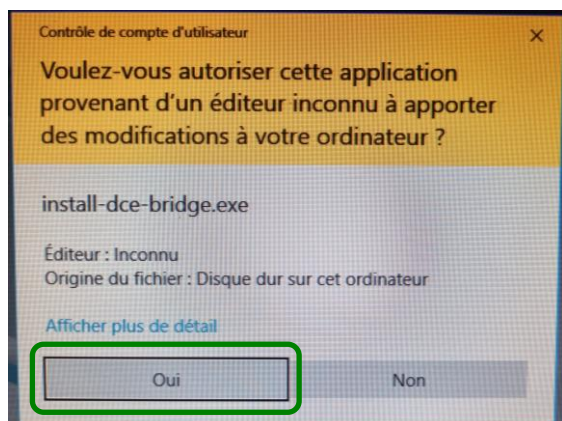 Contrôle de compte d'utilisateur
Voulez-vous autoriser cette application
provenant d'un éditeur inconnu à apporter
des modifications à votre ordinateur ?
install-dce-bridge.exe
Éditeur : Inconnu
Origine du fichier : Disque dur sur cet ordinateur
Afficher plus de détail
Oui Non